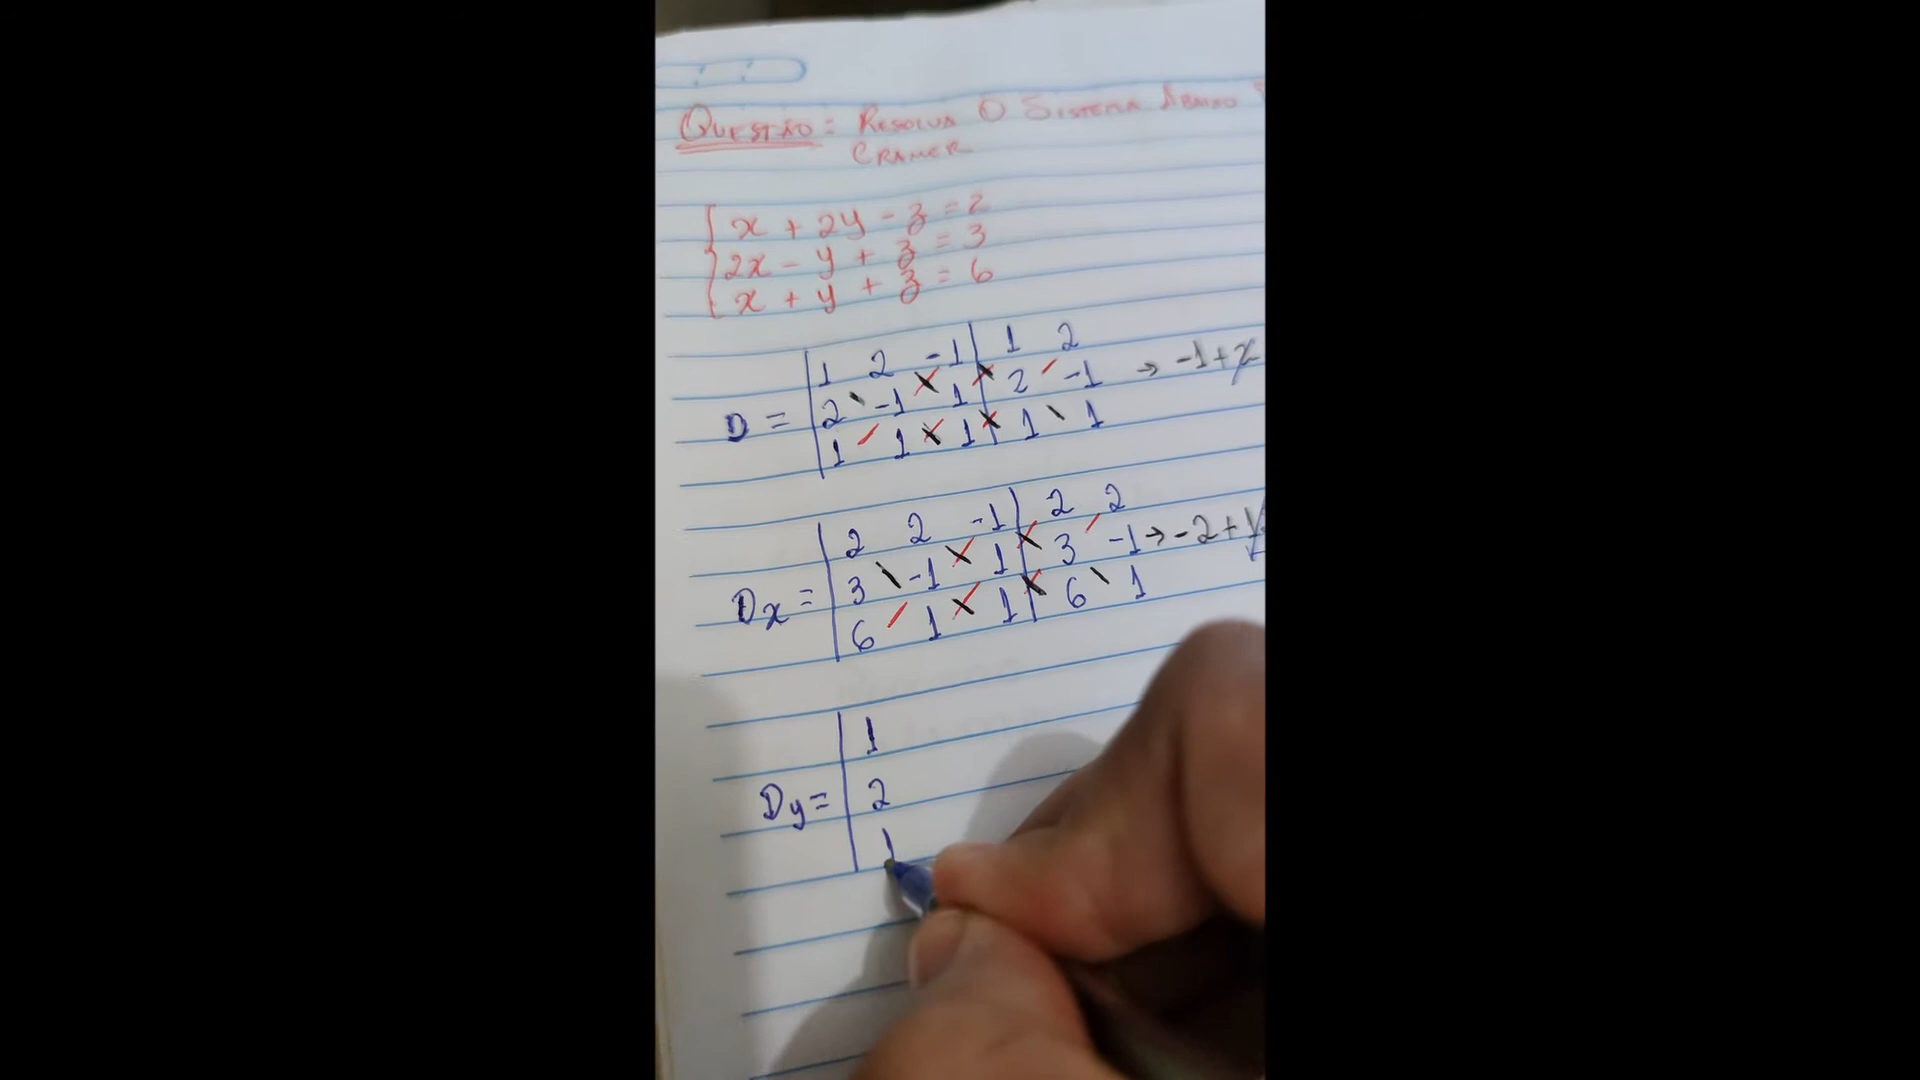 QUESTÃO: RESOLVA O SISTEMA ABAIXO
CRAMER
x + 2y - z = 2
2x - y + z = 3
x + y + z = 6
1 2 -1 | 1 2
D = 2 -1 1 | 2 -1 → -1+2
1 1 1 | 1 1
2 2 -1 | 2 2
3 -1 1 | 3 -1 → -2+1
Dx = 6 1 1 | 6 1
1
Dy = 2
1